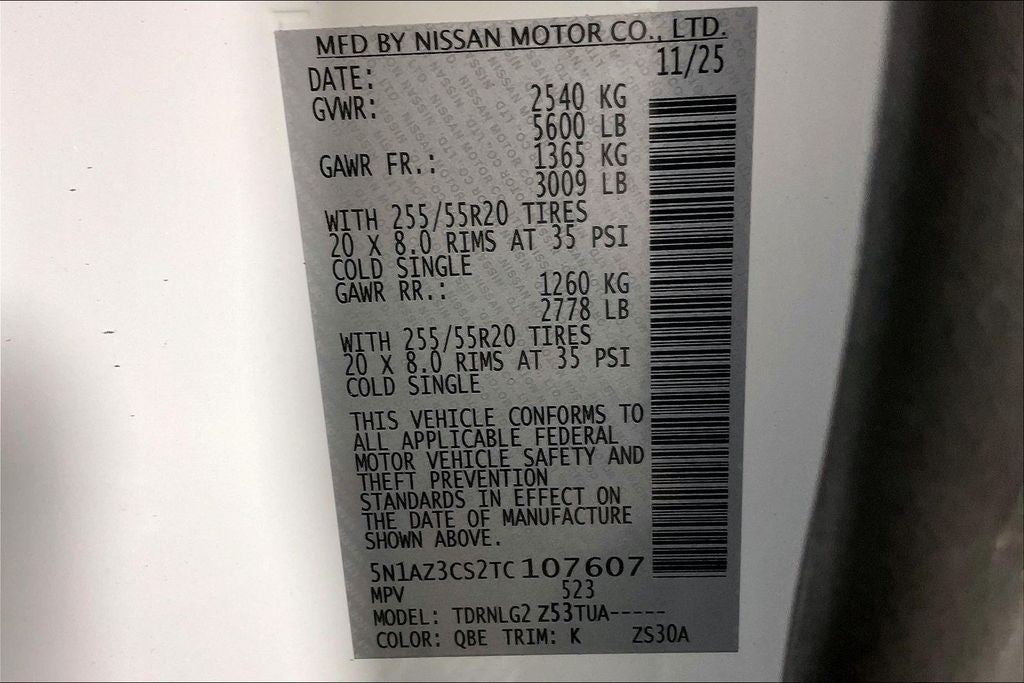 MFD BY NISSAN MOTOR CO., LTD.
DATE: 11/25
GVWR: 2540 KG
5600 LB
GAWR FR.: 1365 KG
3009 LB
WITH 255/55R20 TIRES
20 X 8.0 RIMS AT 35 PSI
COLD SINGLE
GAWR RR.: 1260 KG
2778 LB
WITH 255/55R20 TIRES
20 X 8.0 RIMS AT 35 PSI
COLD SINGLE
THIS VEHICLE CONFORMS TO
ALL APPLICABLE FEDERAL
MOTOR VEHICLE SAFETY AND
THEFT PREVENTION
STANDARDS IN EFFECT ON
THE DATE OF MANUFACTURE
SHOWN ABOVE.
5N1AZ3CS2TC107607
MPV 523
MODEL: TDRNLG2 Z53TUA-----
COLOR: QBE TRIM: K ZS30A